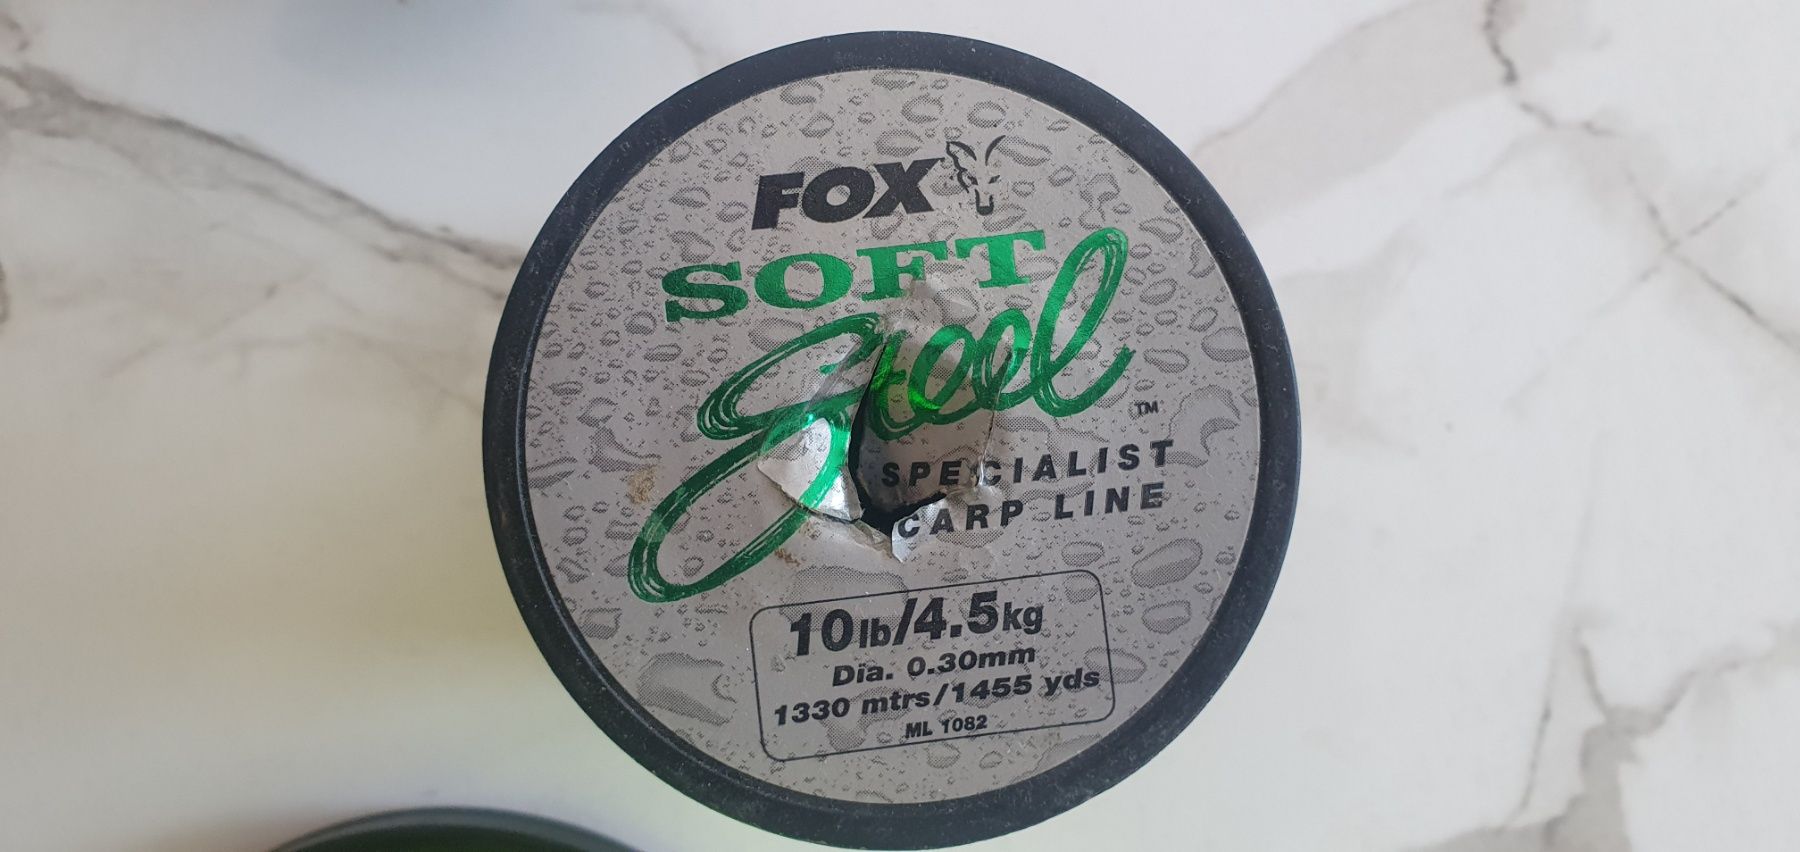 FOX
SOFT
Steel
TM
SPECIALIST
CARP LINE
10lb/4.5kg
Dia. 0.30mm
1330 mtrs/1455 yds
ML 1082